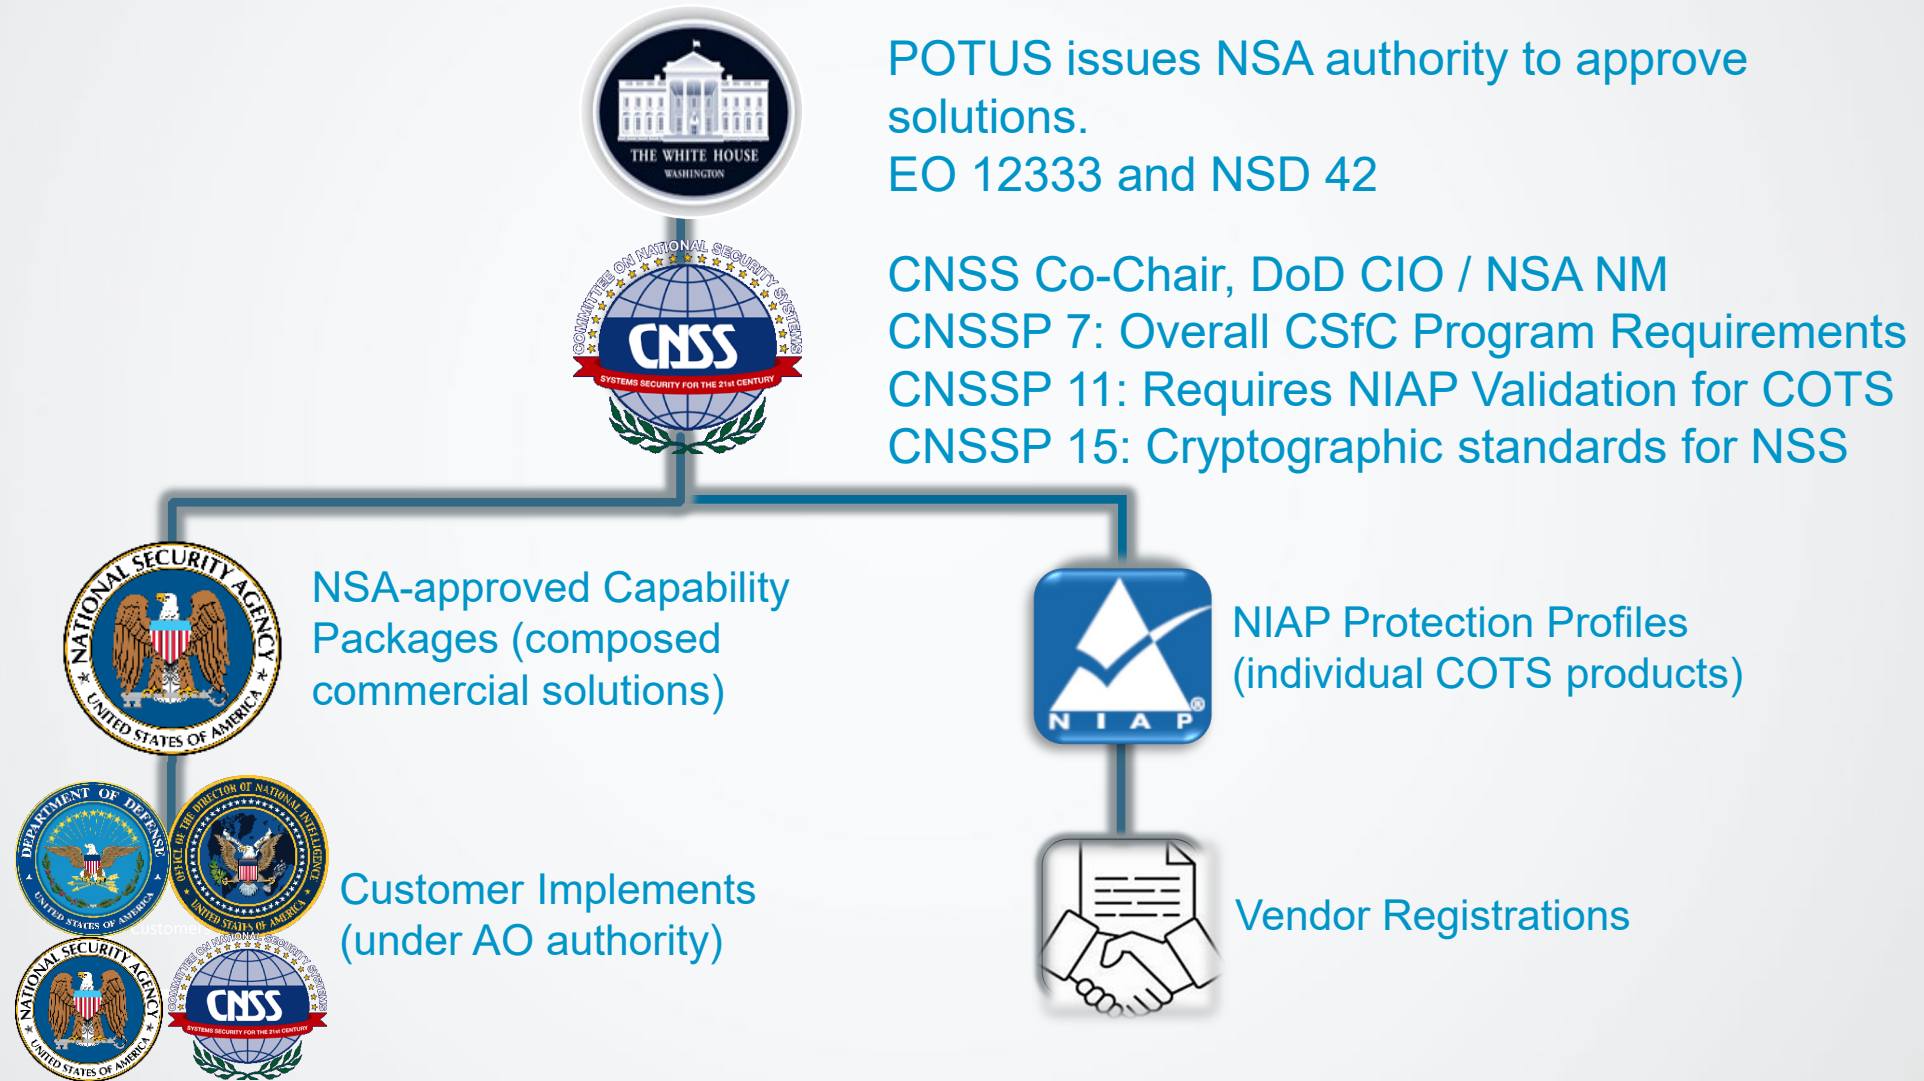 THE WHITE HOUSE
WASHINGTON
POTUS issues NSA authority to approve
solutions.
EO 12333 and NSD 42
COMMITTEE ON NATIONAL SECURITY SYSTEMS
CNSS
SYSTEMS SECURITY FOR THE 21st CENTURY
CNSS Co-Chair, DoD CIO / NSA NM
CNSSP 7: Overall CSfC Program Requirements
CNSSP 11: Requires NIAP Validation for COTS
CNSSP 15: Cryptographic standards for NSS
NATIONAL SECURITY AGENCY
UNITED STATES OF AMERICA
NSA-approved Capability
Packages (composed
commercial solutions)
NIAP®
NIAP Protection Profiles
(individual COTS products)
DEPARTMENT OF DEFENSE
UNITED STATES OF AMERICA
OFFICE OF THE DIRECTOR OF NATIONAL INTELLIGENCE
UNITED STATES OF AMERICA
Customers
NATIONAL SECURITY AGENCY
UNITED STATES OF AMERICA
COMMITTEE ON NATIONAL SECURITY SYSTEMS
CNSS
SYSTEMS SECURITY FOR THE 21st CENTURY
Customer Implements
(under AO authority)
Vendor Registrations